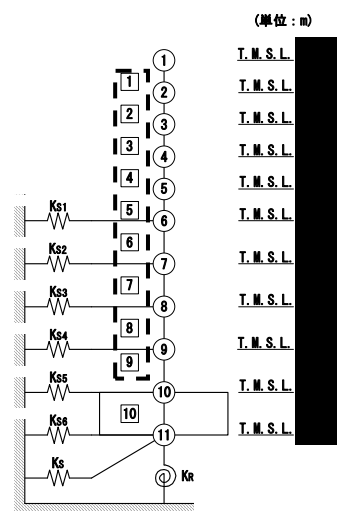 (単位：m)
① T.M.S.L.
1
② T.M.S.L.
2
③ T.M.S.L.
3
④ T.M.S.L.
4
⑤ T.M.S.L.
KS1 5 ⑥ T.M.S.L.
6
KS2 ⑦ T.M.S.L.
7
KS3 ⑧ T.M.S.L.
8
KS4 ⑨ T.M.S.L.
9
KS5 ⑩ T.M.S.L.
10
KS6 ⑪ T.M.S.L.
KS KR